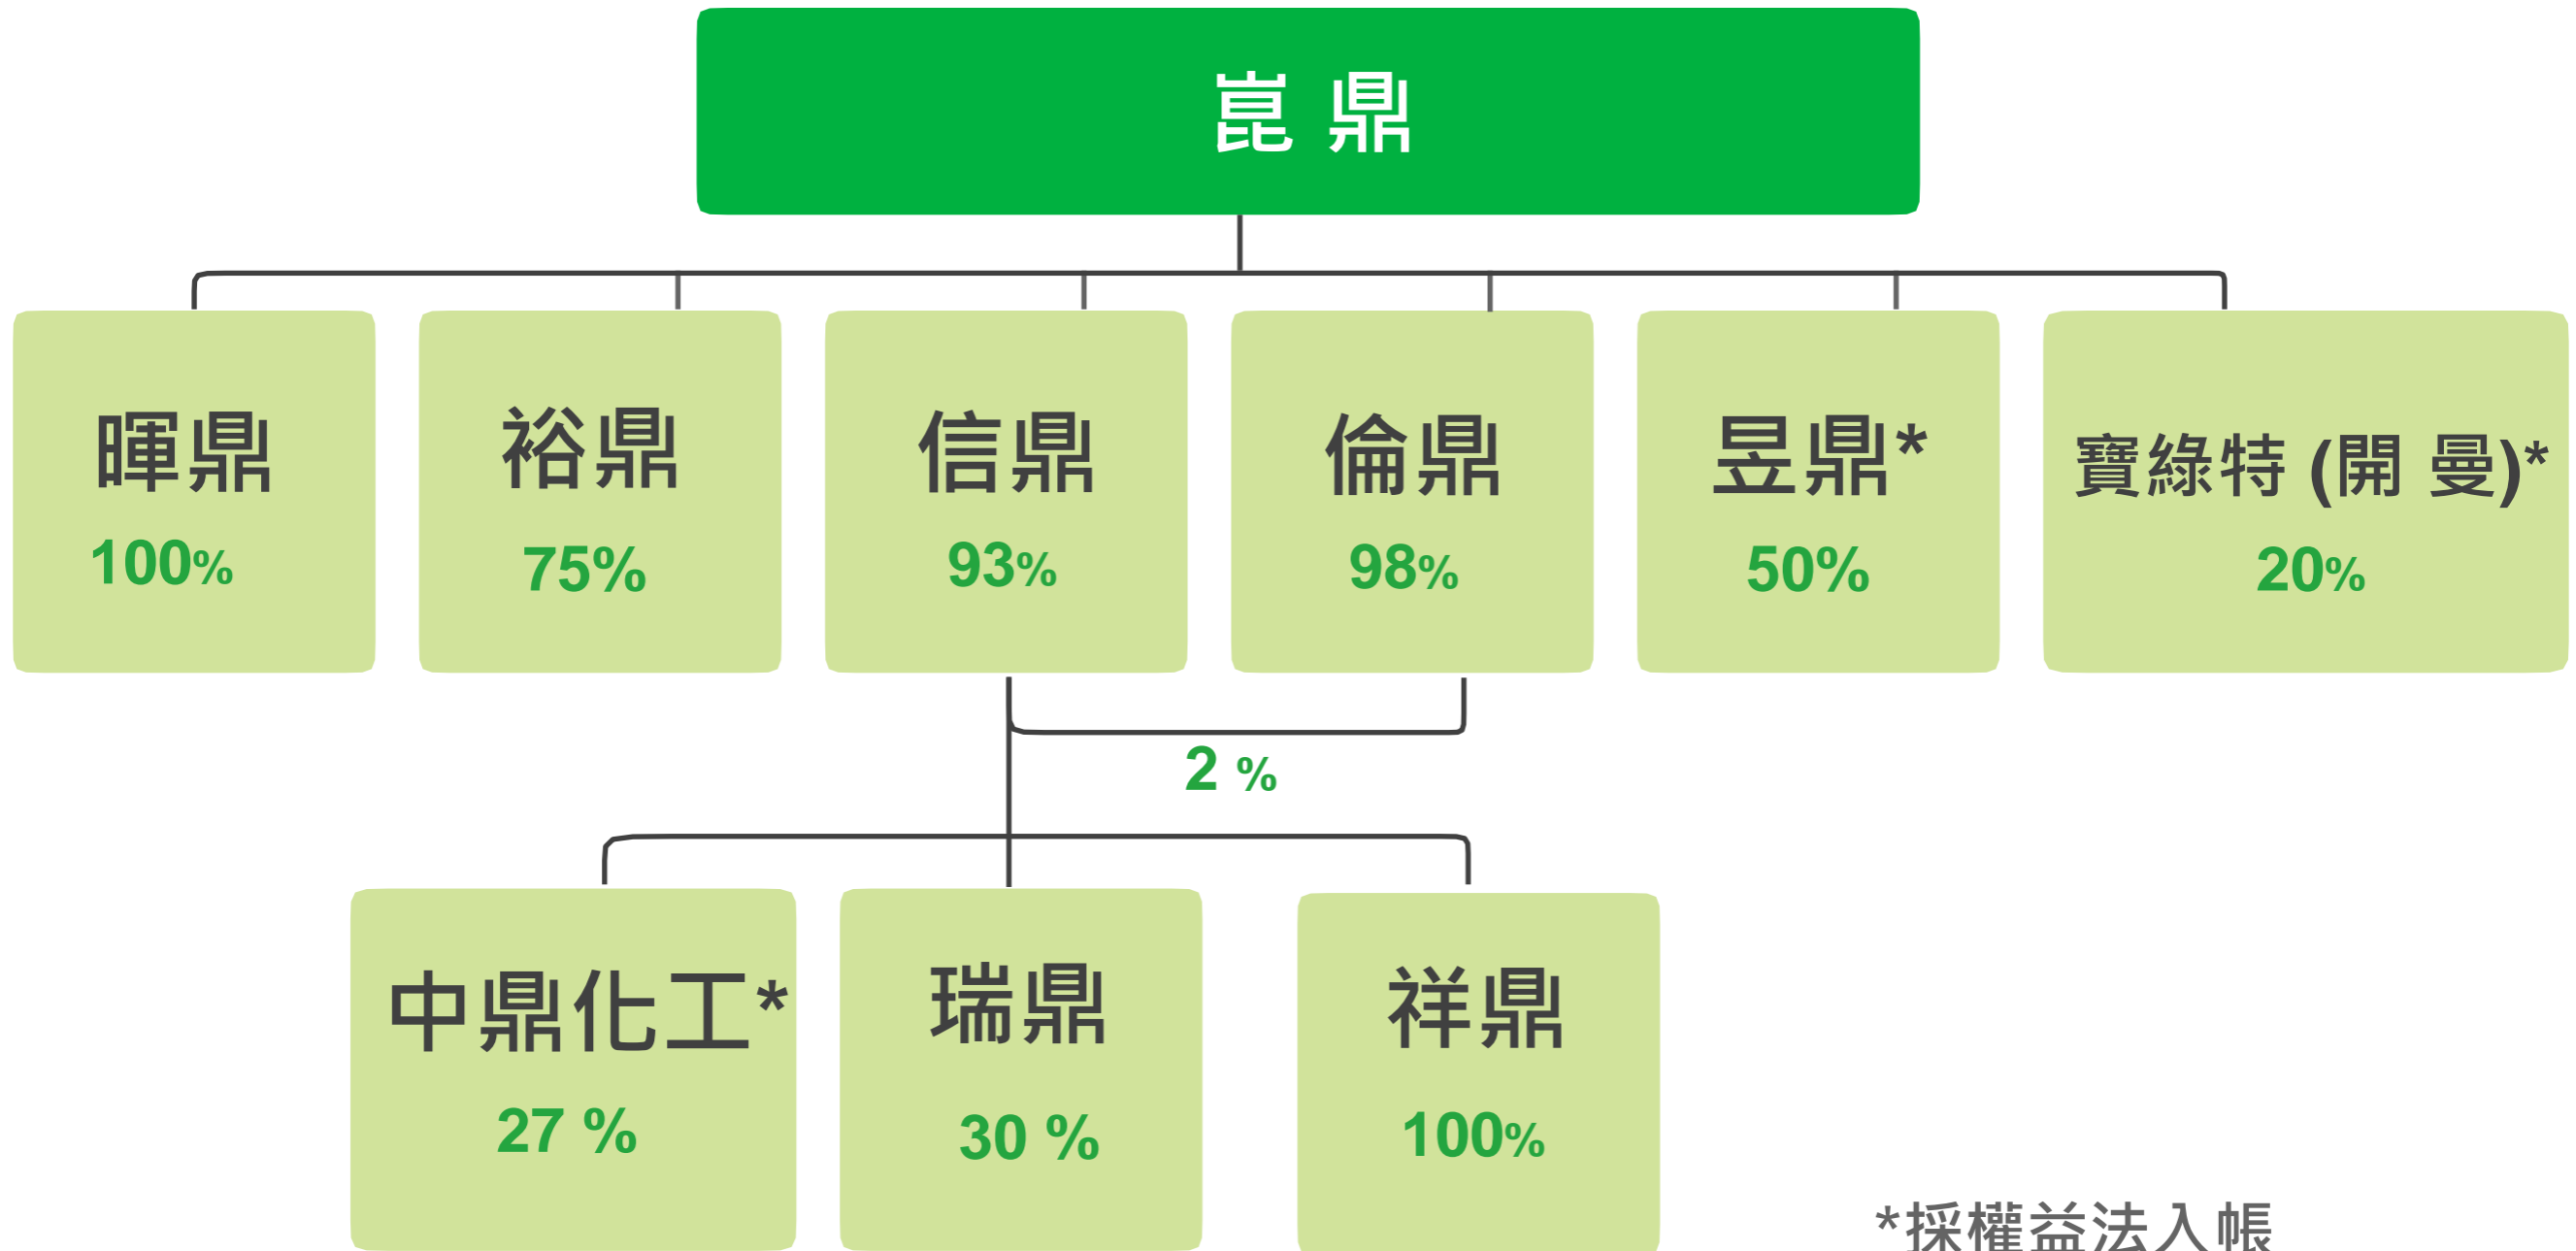 崑 鼎
暉鼎
100%
裕鼎
75%
信鼎
93%
倫鼎
98%
昱鼎*
50%
寶綠特 (開 曼)*
20%
2 %
中鼎化工*
27 %
瑞鼎
30 %
祥鼎
100%
*採權益法入帳